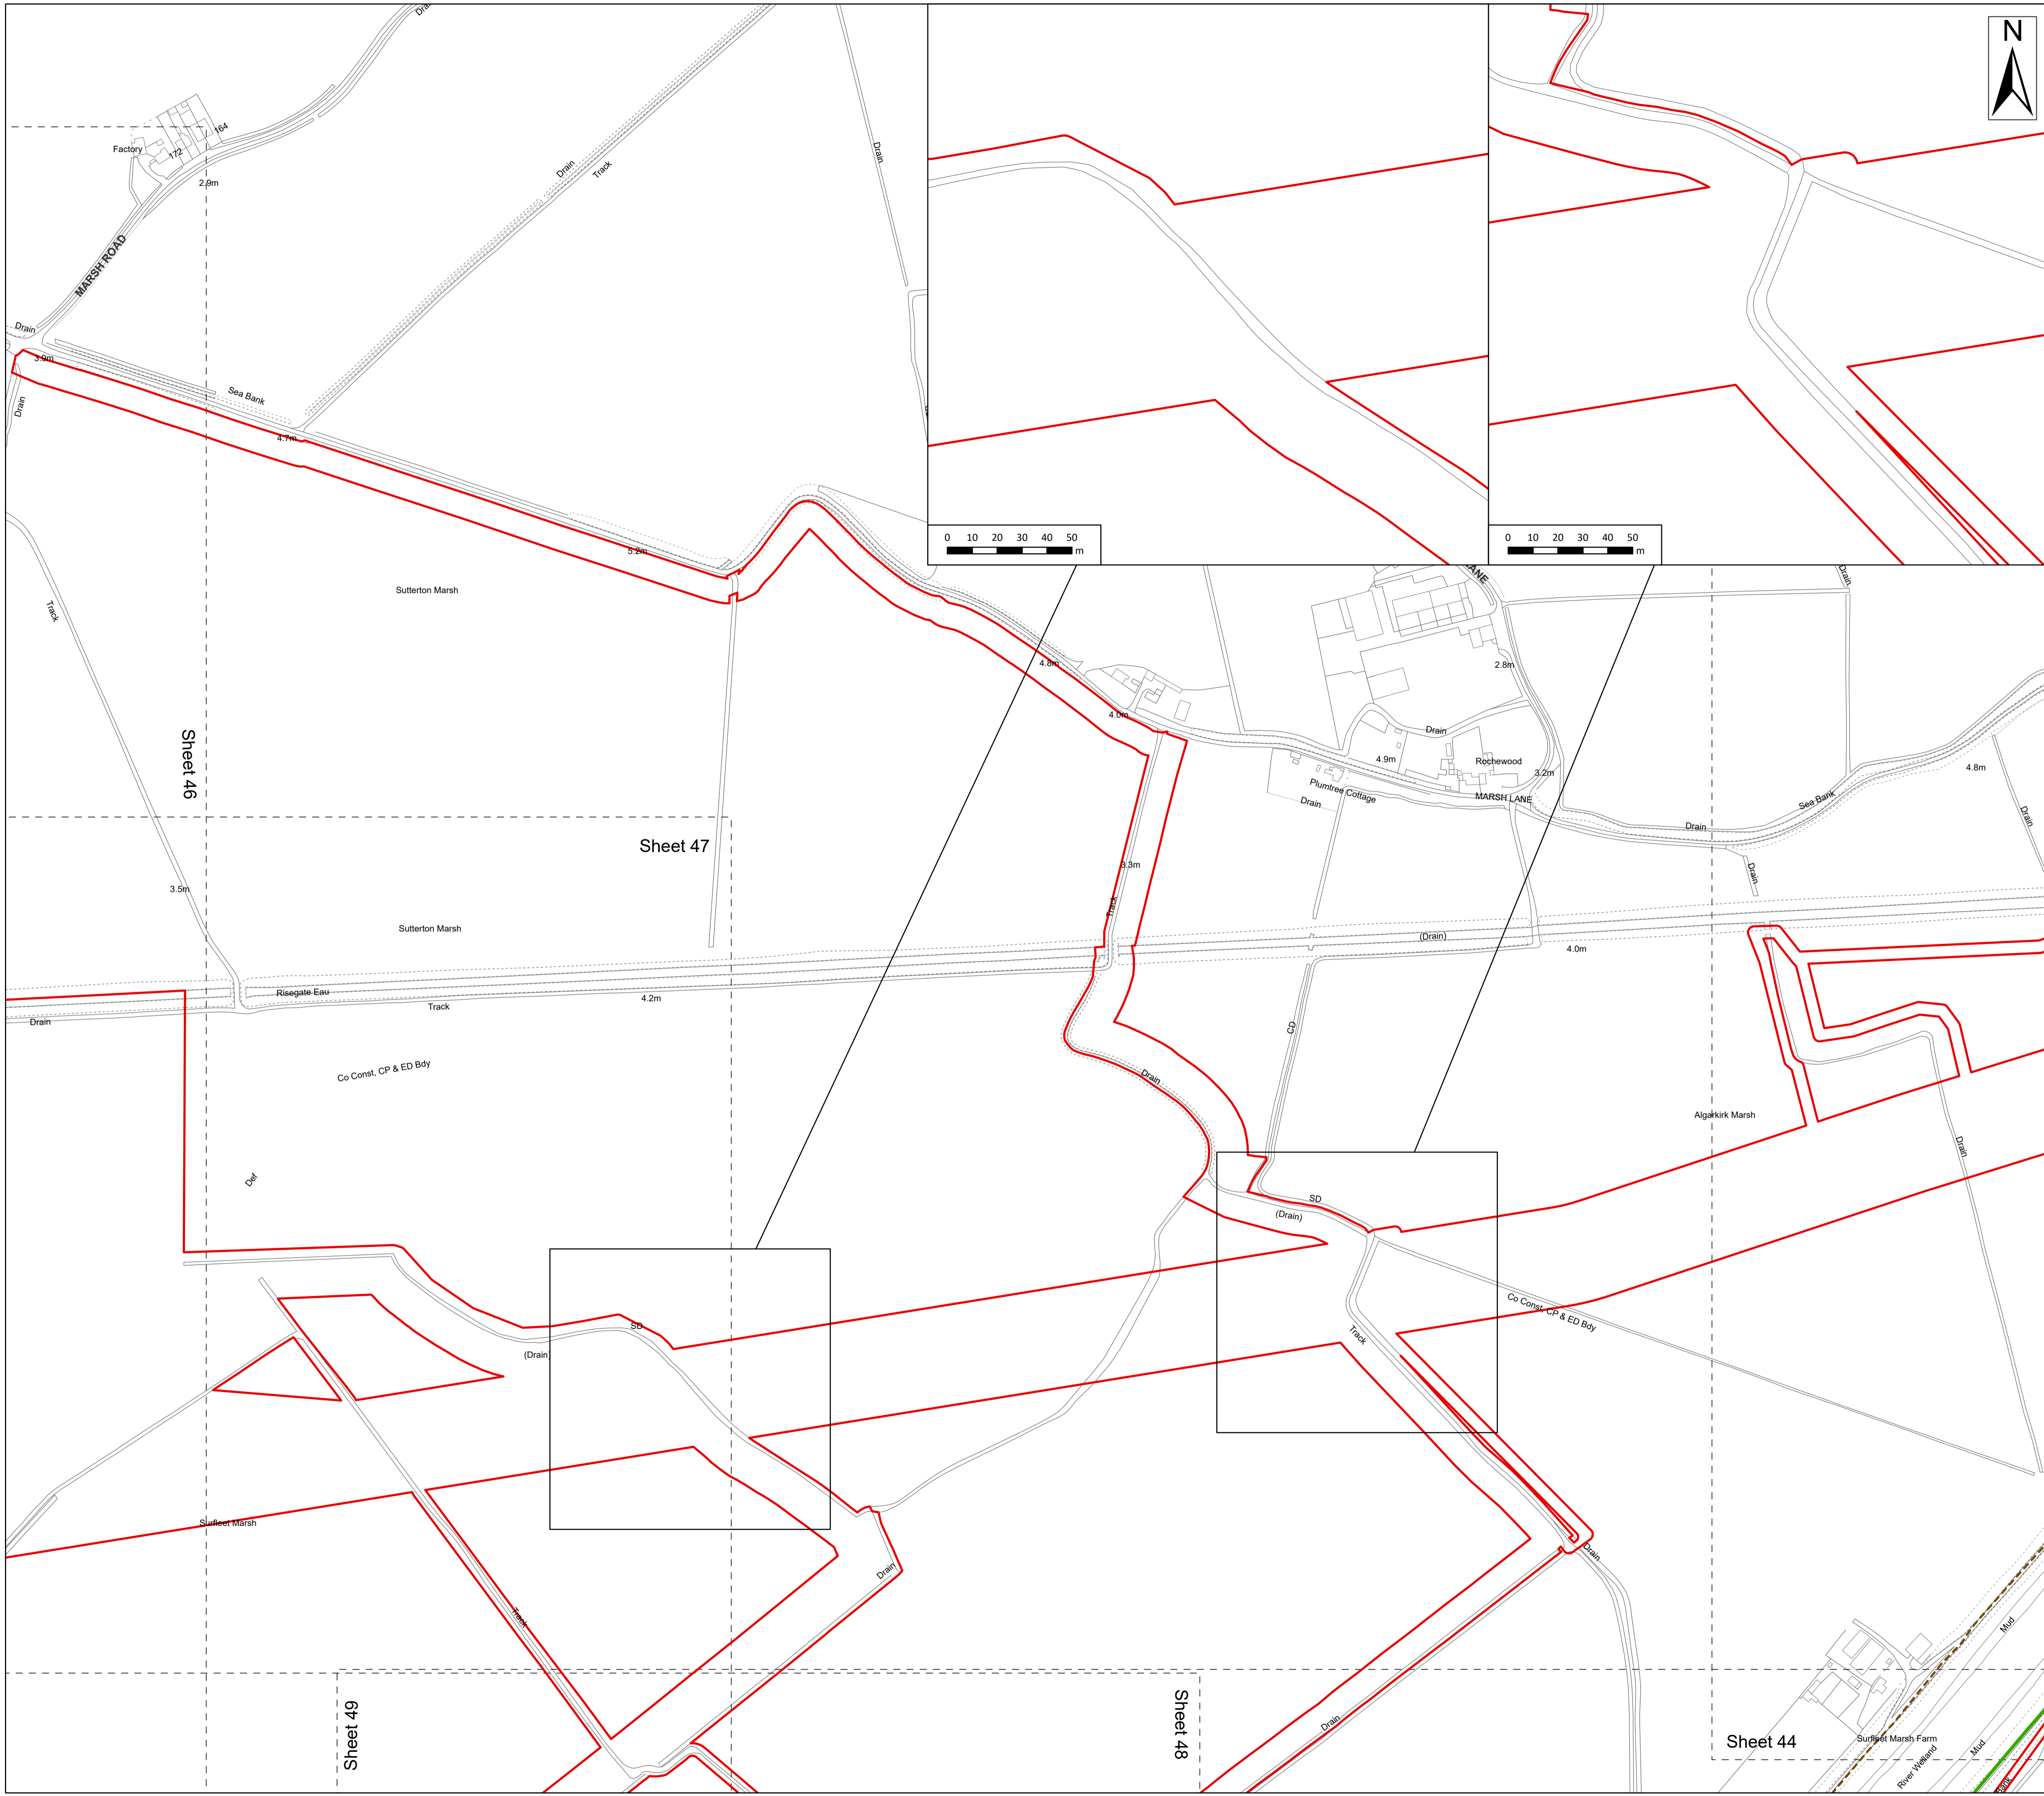 Drain
N
164
Factory
172
2.9m
Drain
Track
Drain
MARSH ROAD
Drain
3.9m
Sea Bank
Drain
4.7m
5.2m
0 10 20 30 40 50
m
0 10 20 30 40 50
m
LANE
Drain
Sutterton Marsh
Track
2.8m
4.8m
4.0m
Drain
4.9m
Rochewood
3.2m
4.8m
Sheet 46
Plumtree Cottage
MARSH LANE
Sea Bank
Drain
Drain
Drain
Sheet 47
3.3m
Drain
3.5m
Track
Sutterton Marsh
(Drain)
4.0m
Risegate Eau
4.2m
Track
Drain
CD
Co Const, CP & ED Bdy
Drain
Algarkirk Marsh
Drain
Def
SD
(Drain)
Co Const, CP & ED Bdy
SD
Track
(Drain)
Surfleet Marsh
Drain
Drain
Track
Mud
Drain
Sheet 49
Sheet 48
Sheet 44
Surfleet Marsh Farm
Mud
River Welland
Bank